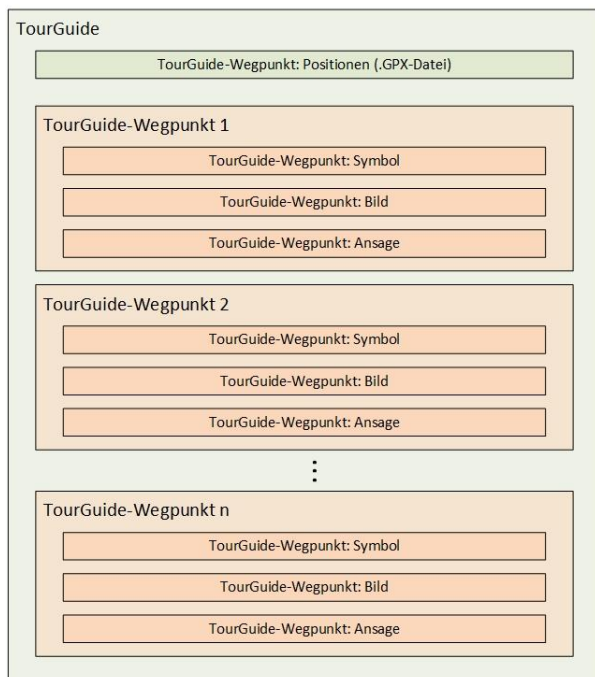 TourGuide
TourGuide-Wegpunkt: Positionen (.GPX-Datei)
TourGuide-Wegpunkt 1
TourGuide-Wegpunkt: Symbol
TourGuide-Wegpunkt: Bild
TourGuide-Wegpunkt: Ansage
TourGuide-Wegpunkt 2
TourGuide-Wegpunkt: Symbol
TourGuide-Wegpunkt: Bild
TourGuide-Wegpunkt: Ansage
TourGuide-Wegpunkt n
TourGuide-Wegpunkt: Symbol
TourGuide-Wegpunkt: Bild
TourGuide-Wegpunkt: Ansage